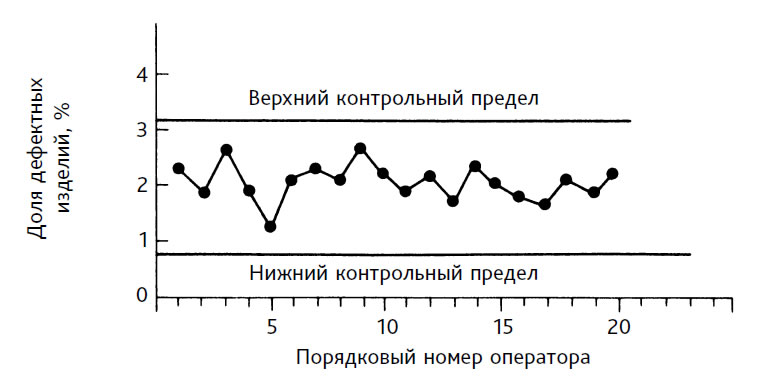 Доля дефектных
изделий, %
4
Верхний контрольный предел
3
2
1
Нижний контрольный предел
0
5 10 15 20
Порядковый номер оператора